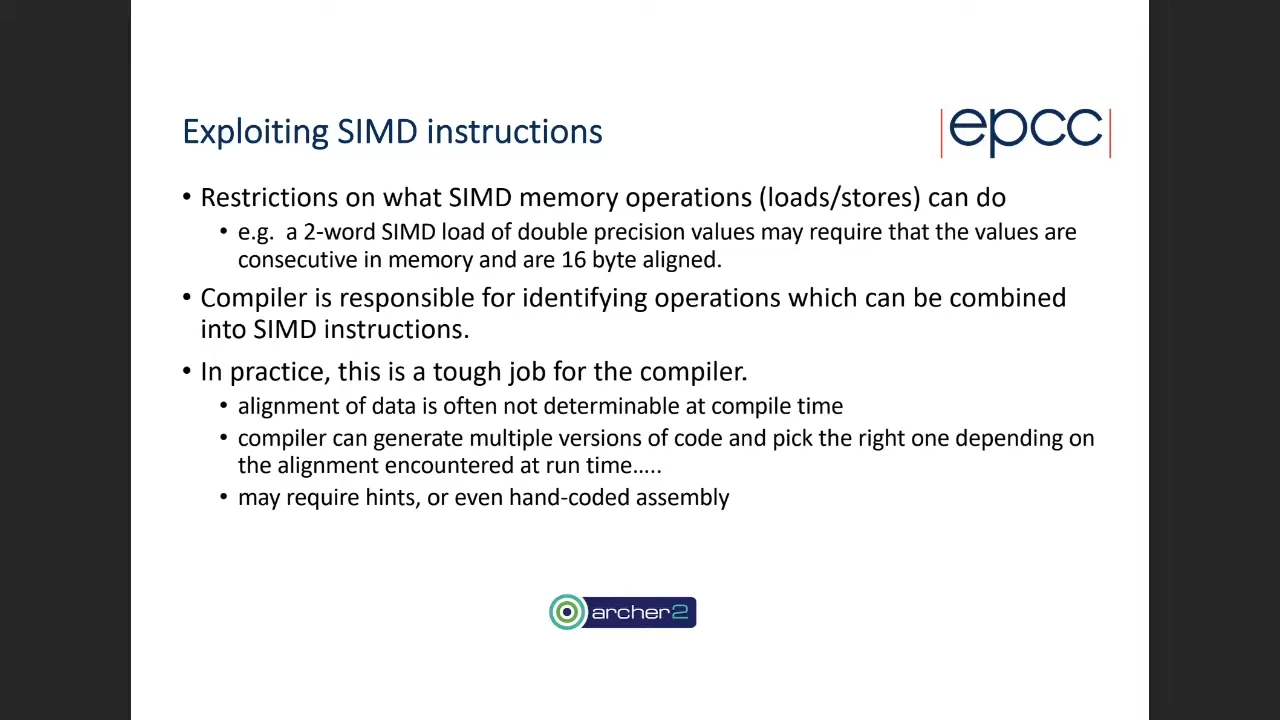 Exploiting SIMD instructions
epcc
• Restrictions on what SIMD memory operations (loads/stores) can do
• e.g. a 2-word SIMD load of double precision values may require that the values are
consecutive in memory and are 16 byte aligned.
• Compiler is responsible for identifying operations which can be combined
into SIMD instructions.
• In practice, this is a tough job for the compiler.
• alignment of data is often not determinable at compile time
• compiler can generate multiple versions of code and pick the right one depending on
the alignment encountered at run time…..
• may require hints, or even hand-coded assembly
archer2